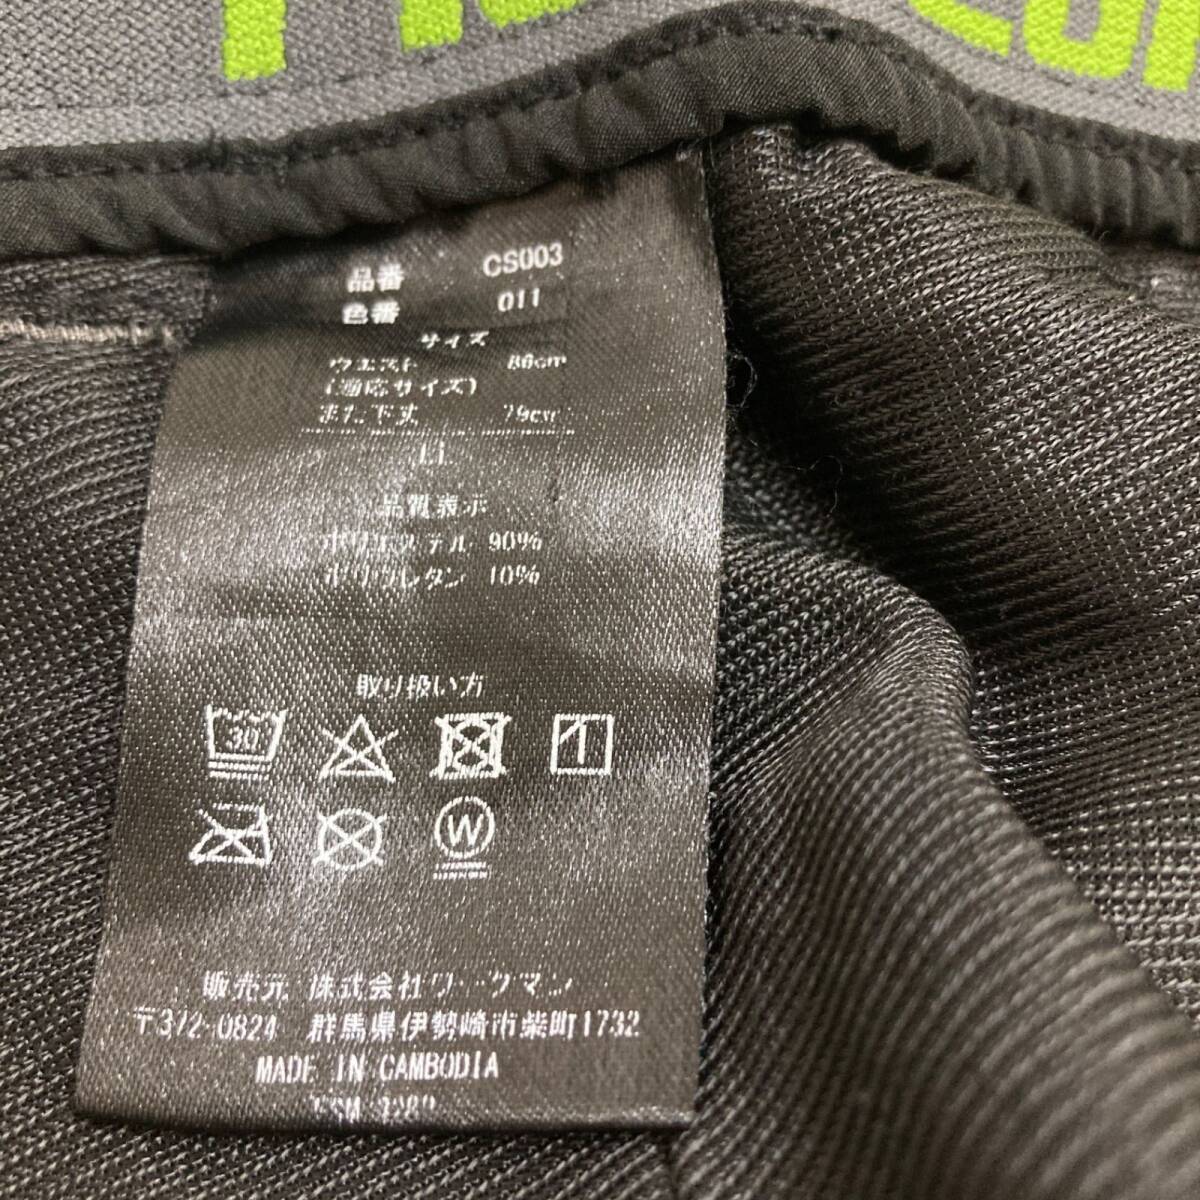 品番 CS003
色番 011
サイズ
ウエスト 86cm
(適応サイズ)
また下丈 79cm
LL
品質表示
ポリエステル 90%
ポリウレタン 10%
取り扱い方
30
W
販売元 株式会社ワークマン
〒372-0824 群馬県伊勢崎市柴町1732
MADE IN CAMBODIA